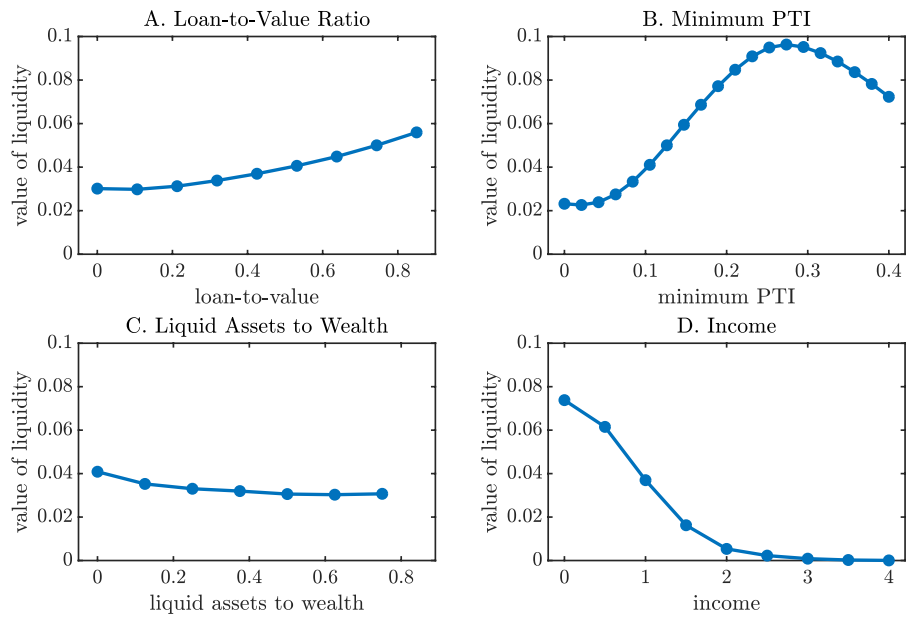 A. Loan-to-Value Ratio
value of liquidity
0.1
0.08
0.06
0.04
0.02
0
0 0.2 0.4 0.6 0.8
loan-to-value
B. Minimum PTI
value of liquidity
0.1
0.08
0.06
0.04
0.02
0
0 0.1 0.2 0.3 0.4
minimum PTI
C. Liquid Assets to Wealth
value of liquidity
0.1
0.08
0.06
0.04
0.02
0
0 0.2 0.4 0.6 0.8
liquid assets to wealth
D. Income
value of liquidity
0.1
0.08
0.06
0.04
0.02
0
0 1 2 3 4
income